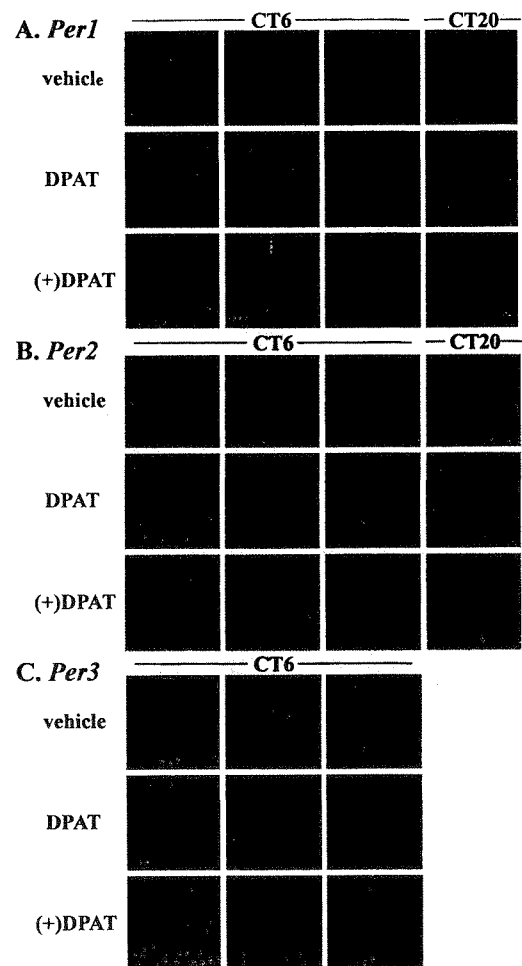 A. Per1
CT6 CT20
vehicle
DPAT
(+)DPAT
B. Per2
CT6 CT20
vehicle
DPAT
(+)DPAT
C. Per3
CT6
vehicle
DPAT
(+)DPAT